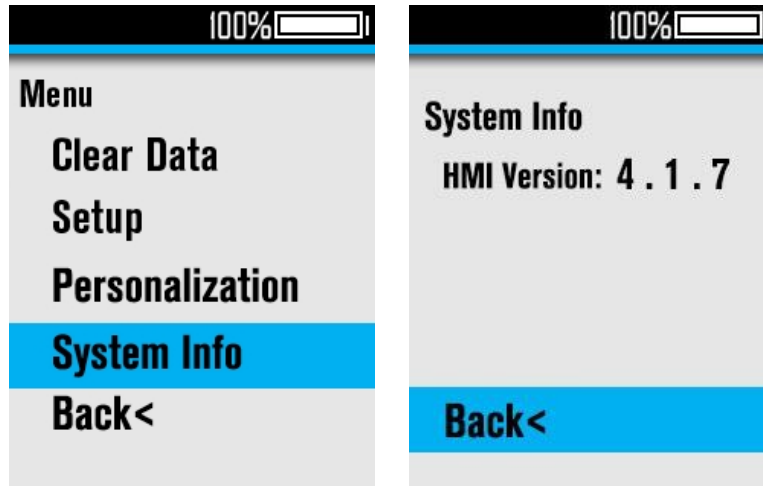 100%
Menu
Clear Data
Setup
Personalization
System Info
Back<
100%
System Info
HMI Version: 4 . 1 . 7
Back<